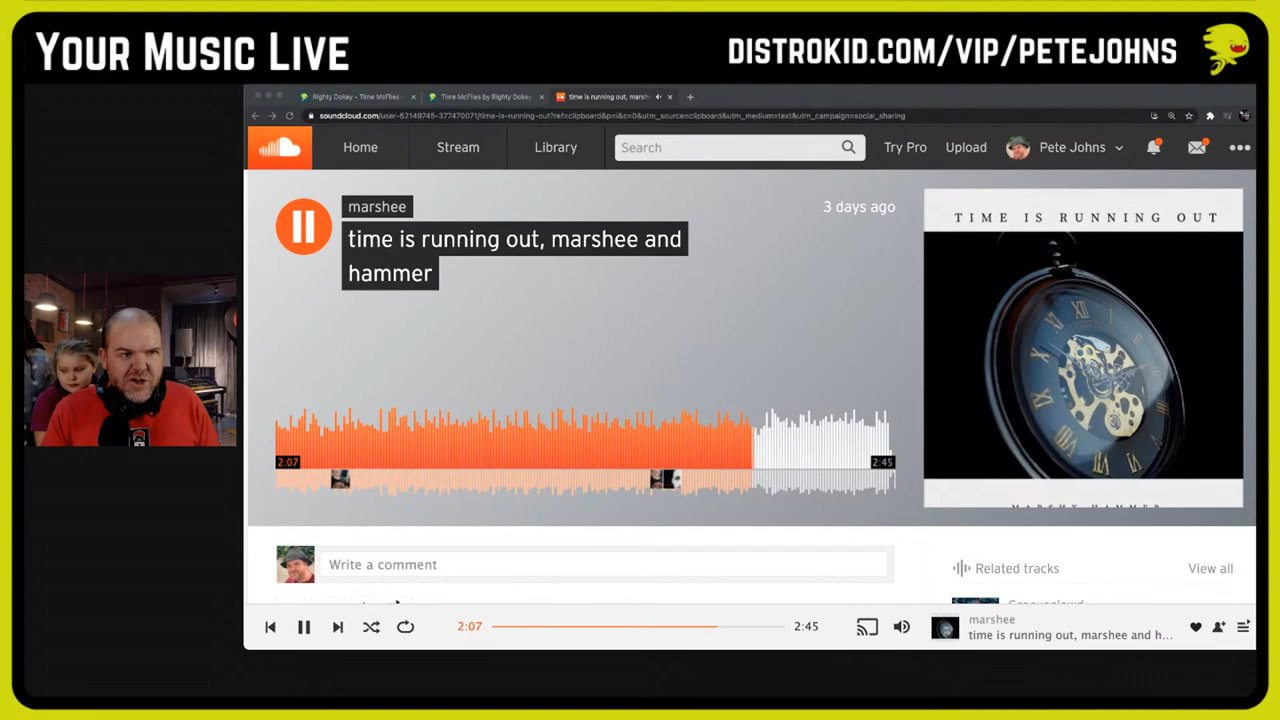 YOUR MUSIC LIVE
DISTROKID.COM/VIP/PETEJOHNS
Righty Dokey - Time McFlies -
Time McFlies by Righty Dokey
time is running out, marsh
soundcloud.com/user-52149745-377470071/time-is-running-out?ref=clipboard&p=i&c=0&utm_source=clipboard&utm_medium=text&utm_campaign=social_sharing
Home
Stream
Library
Search
Try Pro
Upload
Pete Johns
marshee
3 days ago
time is running out, marshee and
hammer
TIME IS RUNNING OUT
XII
2:07
2:45
MARSHY HAMMER
Write a comment
Related tracks
View all
Groovecloud
2:07
2:45
marshee
time is running out, marshee and h...